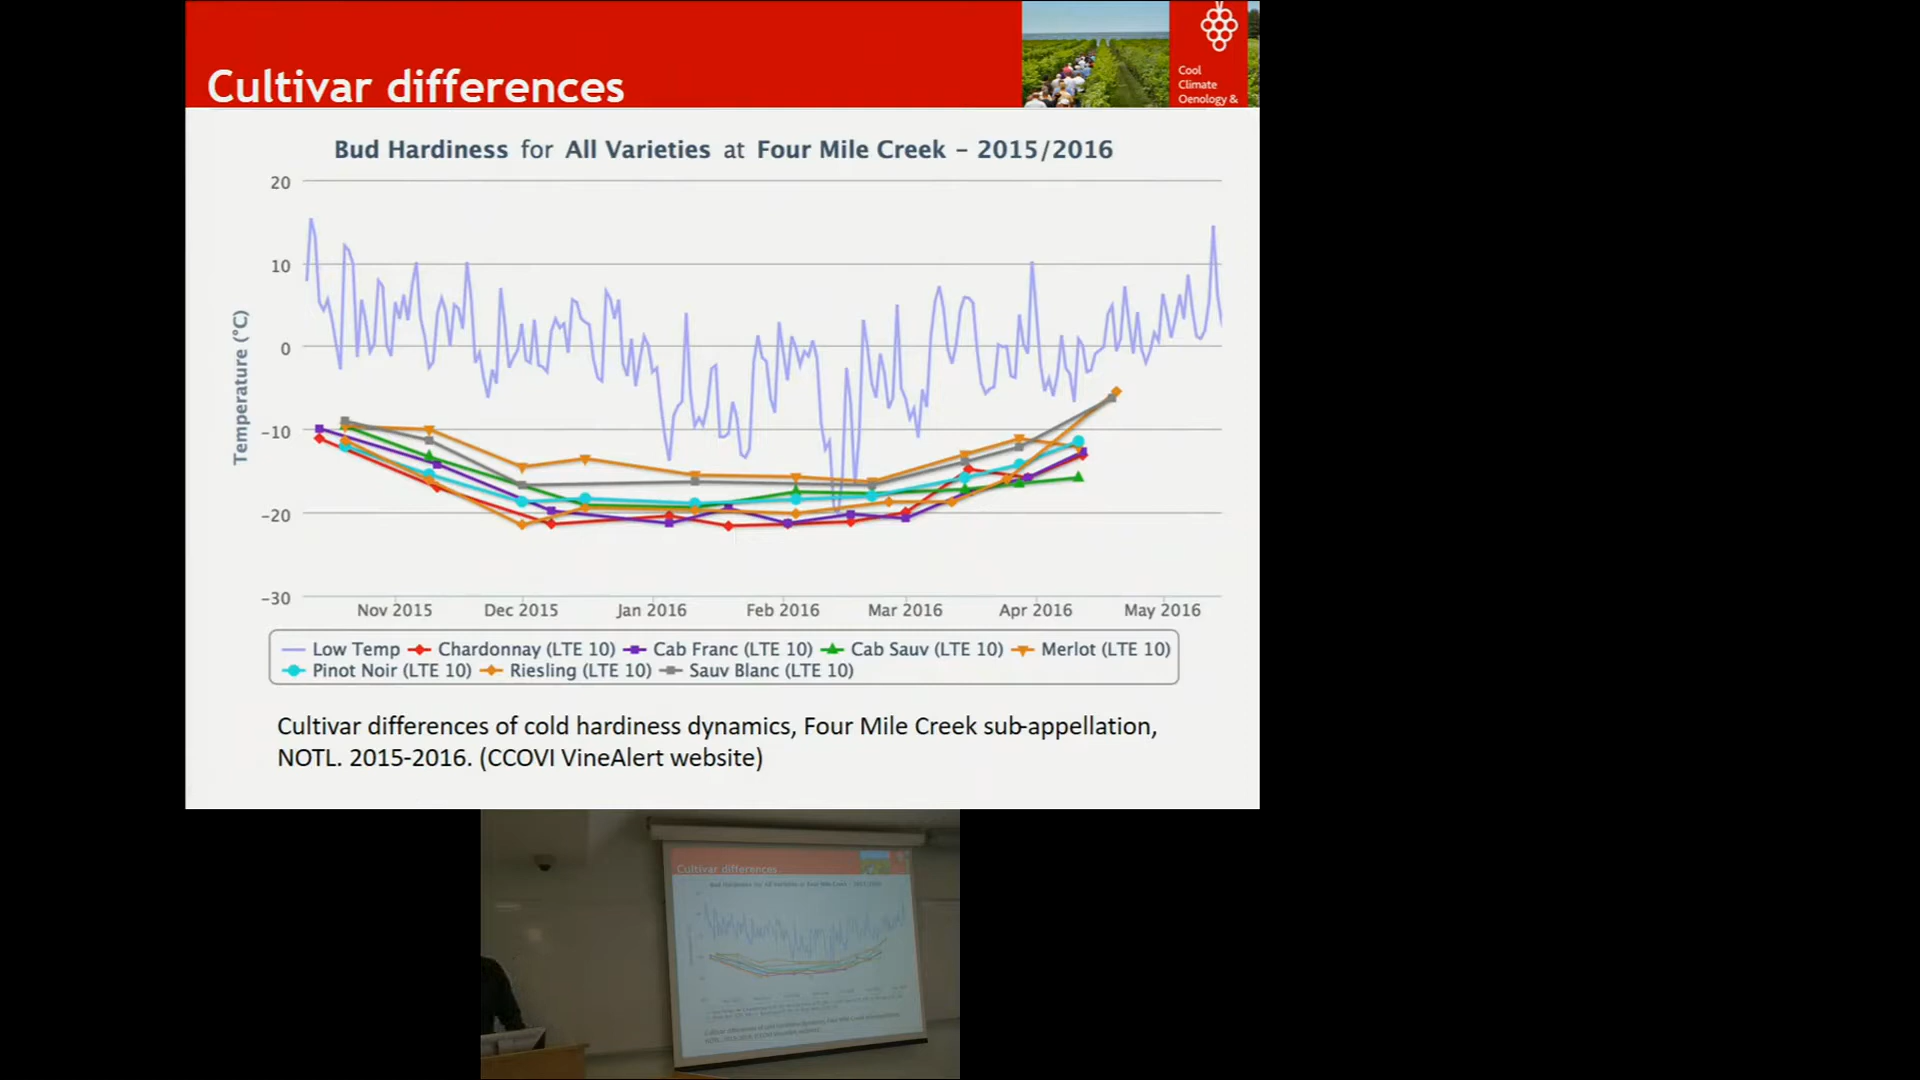 Cultivar differences
Cool
Climate
Oenology &
Bud Hardiness for All Varieties at Four Mile Creek – 2015/2016
Temperature (°C)
20
10
0
−10
−20
−30
Nov 2015 Dec 2015 Jan 2016 Feb 2016 Mar 2016 Apr 2016 May 2016
Low Temp Chardonnay (LTE 10) Cab Franc (LTE 10) Cab Sauv (LTE 10) Merlot (LTE 10)
Pinot Noir (LTE 10) Riesling (LTE 10) Sauv Blanc (LTE 10)
Cultivar differences of cold hardiness dynamics, Four Mile Creek sub-appellation,
NOTL. 2015-2016. (CCOVI VineAlert website)
Cultivar differences